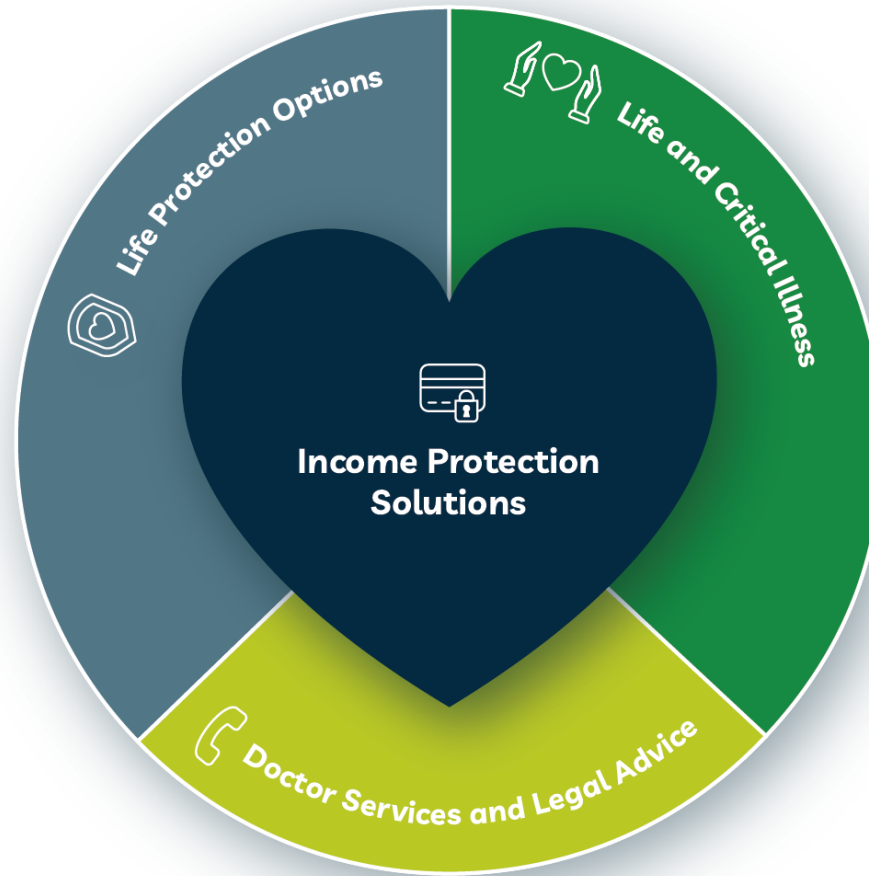 Life Protection Options
Life and Critical Illness
Income Protection
Solutions
Doctor Services and Legal Advice